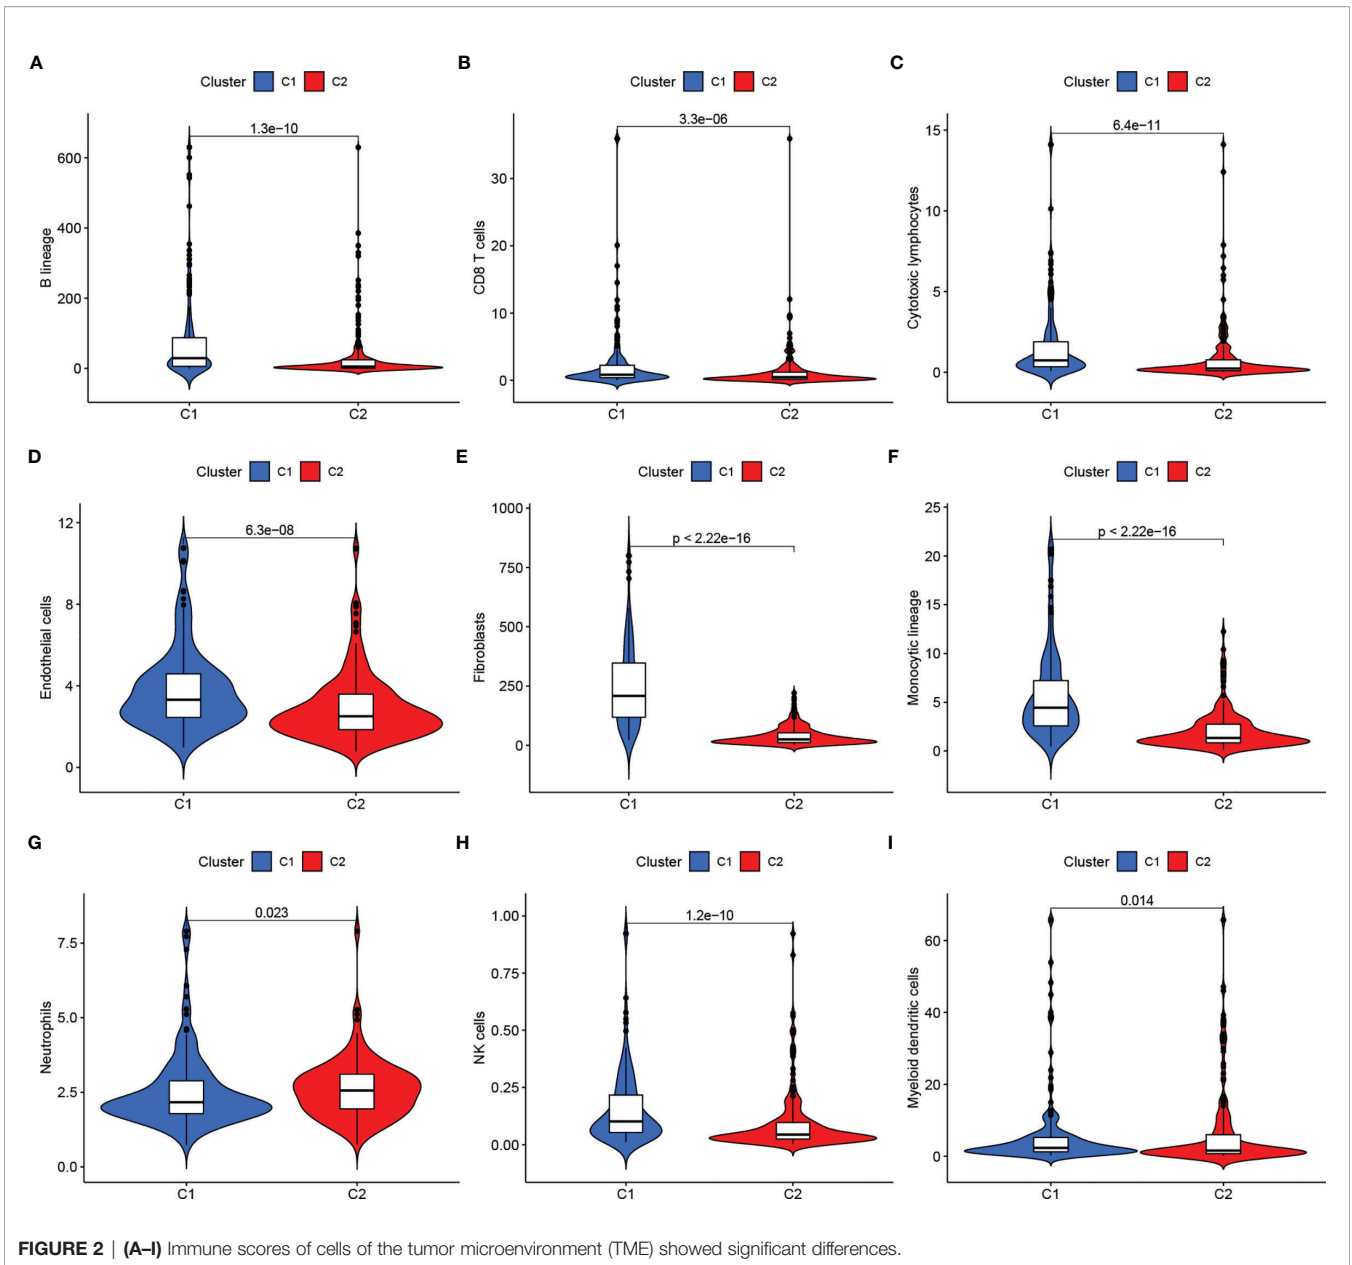 A
Cluster C1 C2
1.3e−10
B lineage
600
400
200
0
C1 C2
B
Cluster C1 C2
3.3e−06
CD8 T cells
30
20
10
0
C1 C2
C
Cluster C1 C2
6.4e−11
Cytotoxic lymphocytes
15
10
5
0
C1 C2
D
Cluster C1 C2
6.3e−08
Endothelial cells
12
8
4
0
C1 C2
E
Cluster C1 C2
p < 2.22e−16
Fibroblasts
1000
750
500
250
0
C1 C2
F
Cluster C1 C2
p < 2.22e−16
Monocytic lineage
25
20
15
10
5
0
C1 C2
G
Cluster C1 C2
0.023
Neutrophils
7.5
5.0
2.5
0.0
C1 C2
H
Cluster C1 C2
1.2e−10
NK cells
1.00
0.75
0.50
0.25
0.00
C1 C2
I
Cluster C1 C2
0.014
Myeloid dendritic cells
60
40
20
0
C1 C2
FIGURE 2 | (A–I) Immune scores of cells of the tumor microenvironment (TME) showed significant differences.